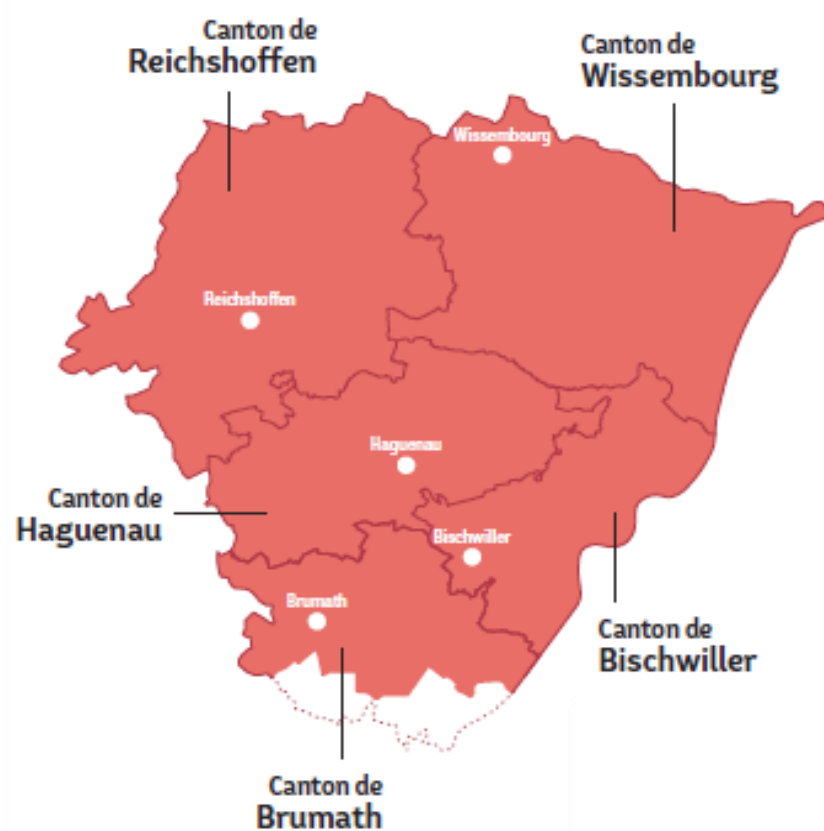 Canton de
Reichshoffen
Canton de
Wissembourg
Wissembourg
Reichshoffen
Haguenau
Canton de
Haguenau
Bischwiller
Brumath
Canton de
Bischwiller
Canton de
Brumath